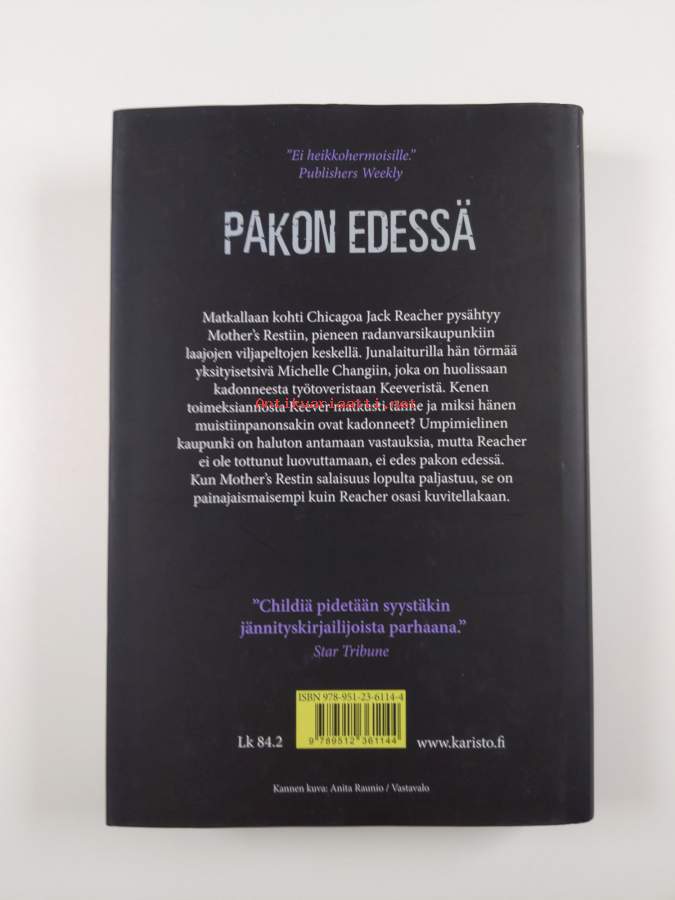 ”Ei heikkohermoisille.”
Publishers Weekly
PAKON EDESSÄ
Matkallaan kohti Chicagoa Jack Reacher pysähtyy
Mother’s Restiin, pieneen radanvarsikaupunkiin
laajojen viljapeltojen keskellä. Junalaiturilla hän törmää
yksityisetsivä Michelle Changiin, joka on huolissaan
kadonneesta työtoveristaan Keeveristä. Kenen
toimeksiannosta Keever matkusti tänne ja miksi hänen
Antikvariaatti.net
muistiinpanonsakin ovat kadonneet? Umpimielinen
kaupunki on haluton antamaan vastauksia, mutta Reacher
ei ole tottunut luovuttamaan, ei edes pakon edessä.
Kun Mother’s Restin salaisuus lopulta paljastuu, se on
painajaismaisempi kuin Reacher osasi kuvitellakaan.
”Childiä pidetään syystäkin
jännityskirjailijoista parhaana.”
Star Tribune
ISBN 978-951-23-6114-4
9 789512 361144
Lk 84.2
www.karisto.fi
Kannen kuva: Anita Raunio / Vastavalo